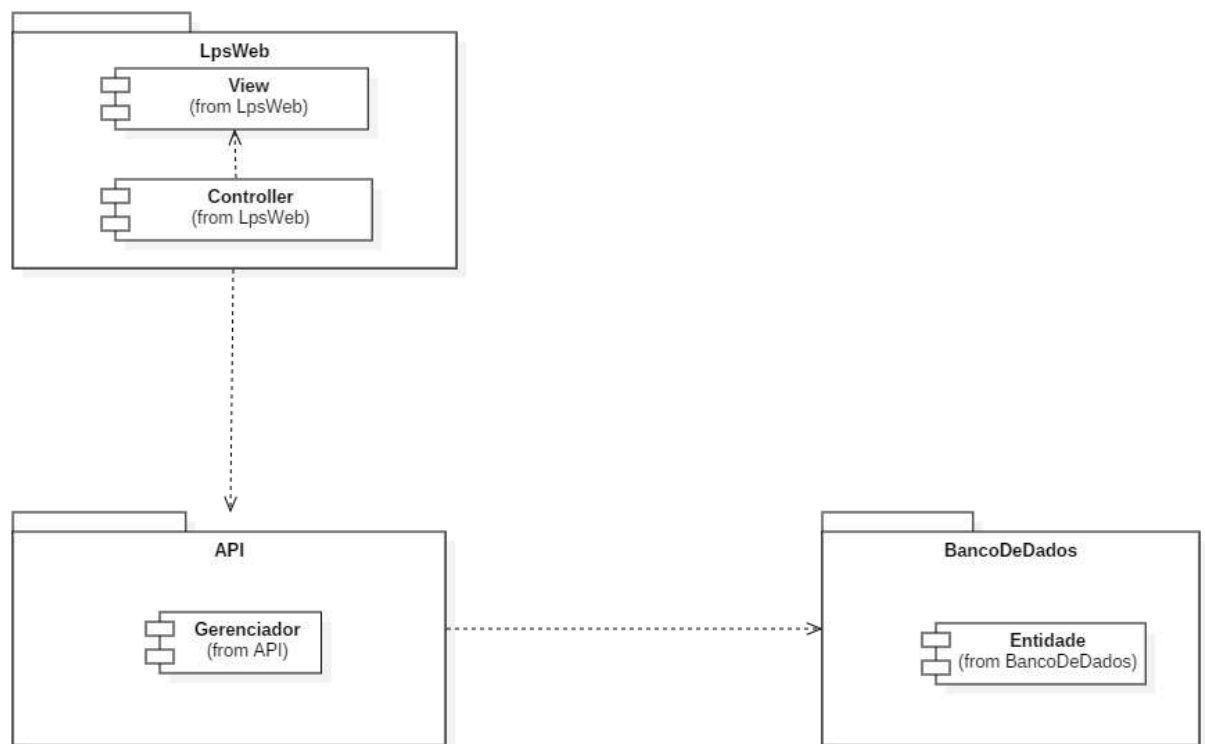 LpsWeb
View
(from LpsWeb)
Controller
(from LpsWeb)
API
Gerenciador
(from API)
BancoDeDados
Entidade
(from BancoDeDados)